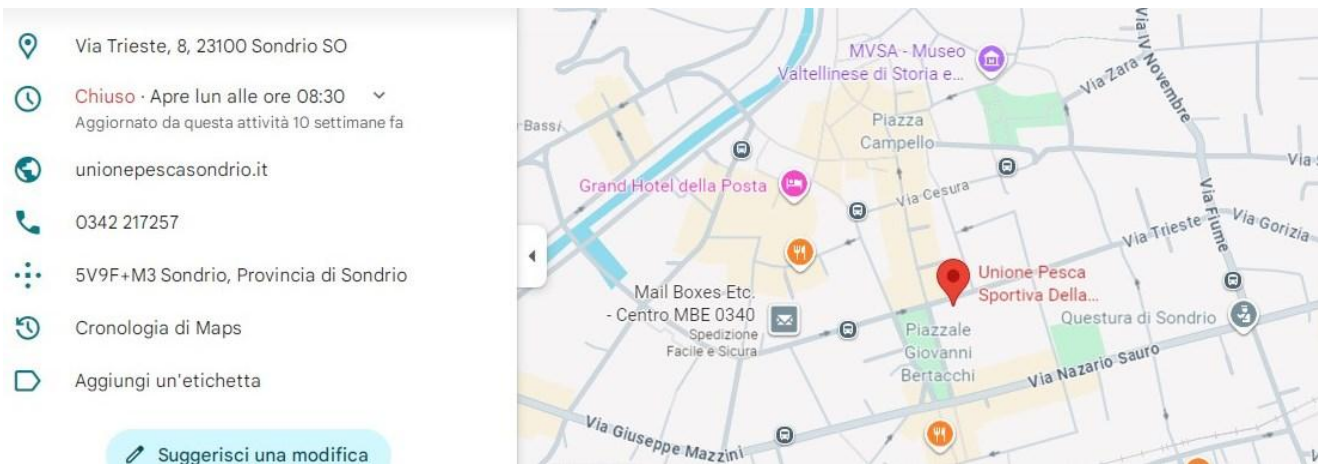 Via Trieste, 8, 23100 Sondrio SO
Chiuso · Apre lun alle ore 08:30
Aggiornato da questa attività 10 settimane fa
unionepescasondrio.it
0342 217257
5V9F+M3 Sondrio, Provincia di Sondrio
Cronologia di Maps
Aggiungi un'etichetta
Suggerisci una modifica
MVSA - Museo
Valtellinese di Storia e...
Via Zara
Via IV Novembre
Bassi
Piazza
Campello
Via
Grand Hotel della Posta
Via Cesura
Via Fiume
Via Trieste
Via Gorizia
Unione Pesca
Sportiva Della...
Mail Boxes Etc.
- Centro MBE 0340
Spedizione
Facile e Sicura
Piazzale
Giovanni
Bertacchi
Questura di Sondrio
Via Nazario Sauro
Via Giuseppe Mazzini